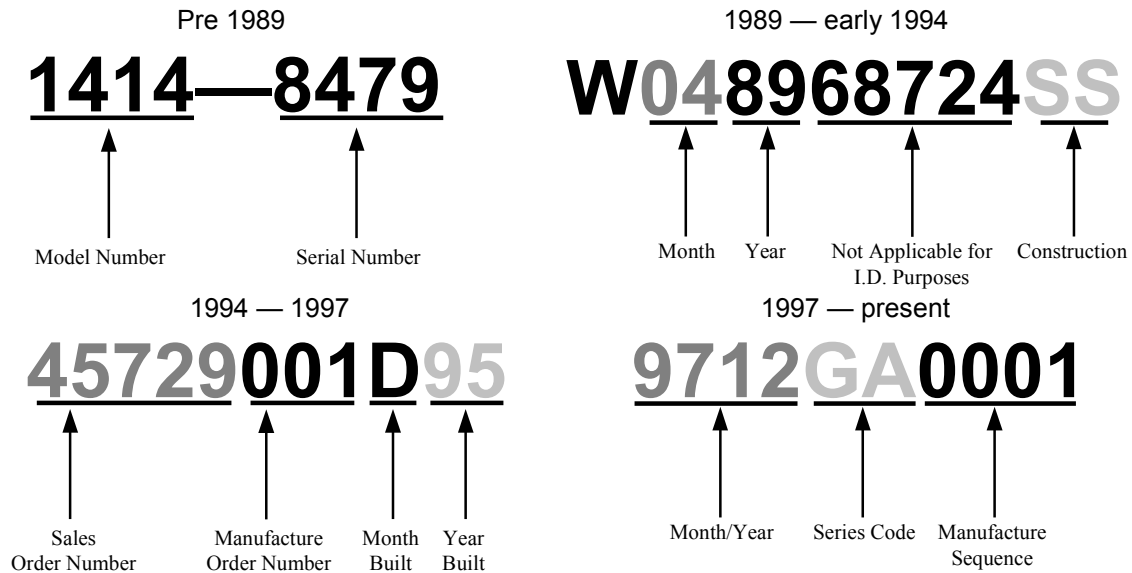 Pre 1989
1414—8479
Model Number
Serial Number
1989 — early 1994
W048968724SS
Month
Year
Not Applicable for
I.D. Purposes
Construction
1994 — 1997
45729001D95
Sales
Order Number
Manufacture
Order Number
Month
Built
Year
Built
1997 — present
9712GA0001
Month/Year
Series Code
Manufacture
Sequence